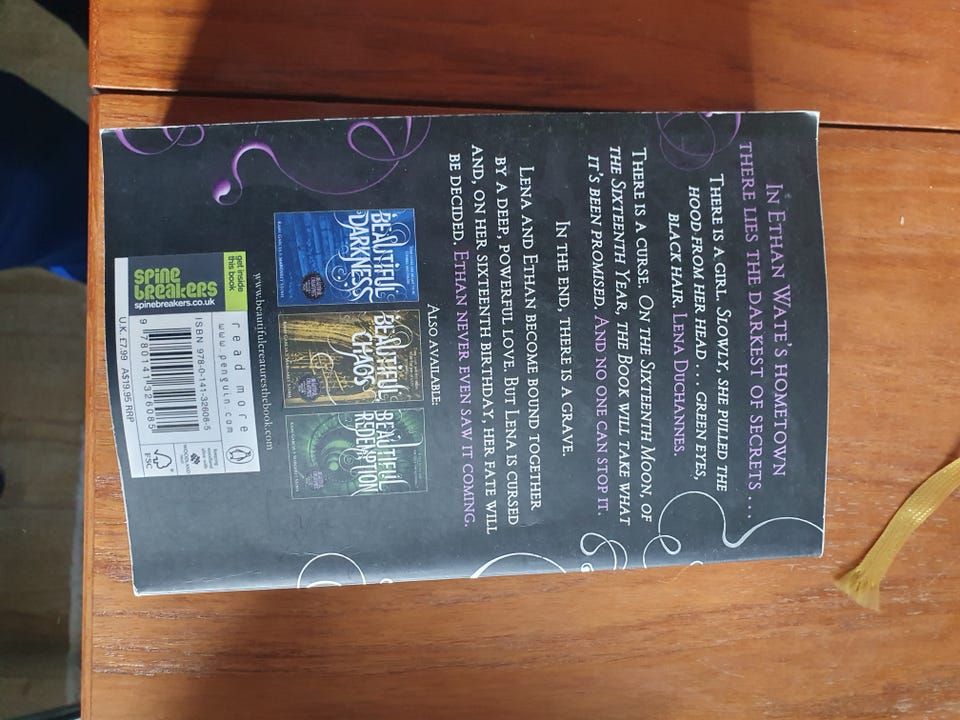 In Ethan Wate's hometown
there lies the darkest of secrets . . .
There is a girl. Slowly, she pulled the
hood from her head . . . Green eyes,
black hair. Lena Duchannes.
There is a curse. On the Sixteenth Moon, of
the Sixteenth Year, the Book will take what
it's been promised. And no one can stop it.
In the end, there is a grave.
Lena and Ethan become bound together
by a deep, powerful love. But Lena is cursed
and, on her sixteenth birthday, her fate will
be decided. Ethan never even saw it coming.
Also available:
BEAUTIFUL
DARKNESS
BEAUTIFUL
CHAOS
BEAUTIFUL
REDEMPTION
www.beautifulcreaturesthebook.com
get inside
this book
spine
breakers
spinebreakers.co.uk
read more
www.penguin.com
ISBN 978-0-141-32608-5
9 780141 326085
U.K. £7.99 A$19.95 RRP
FSC